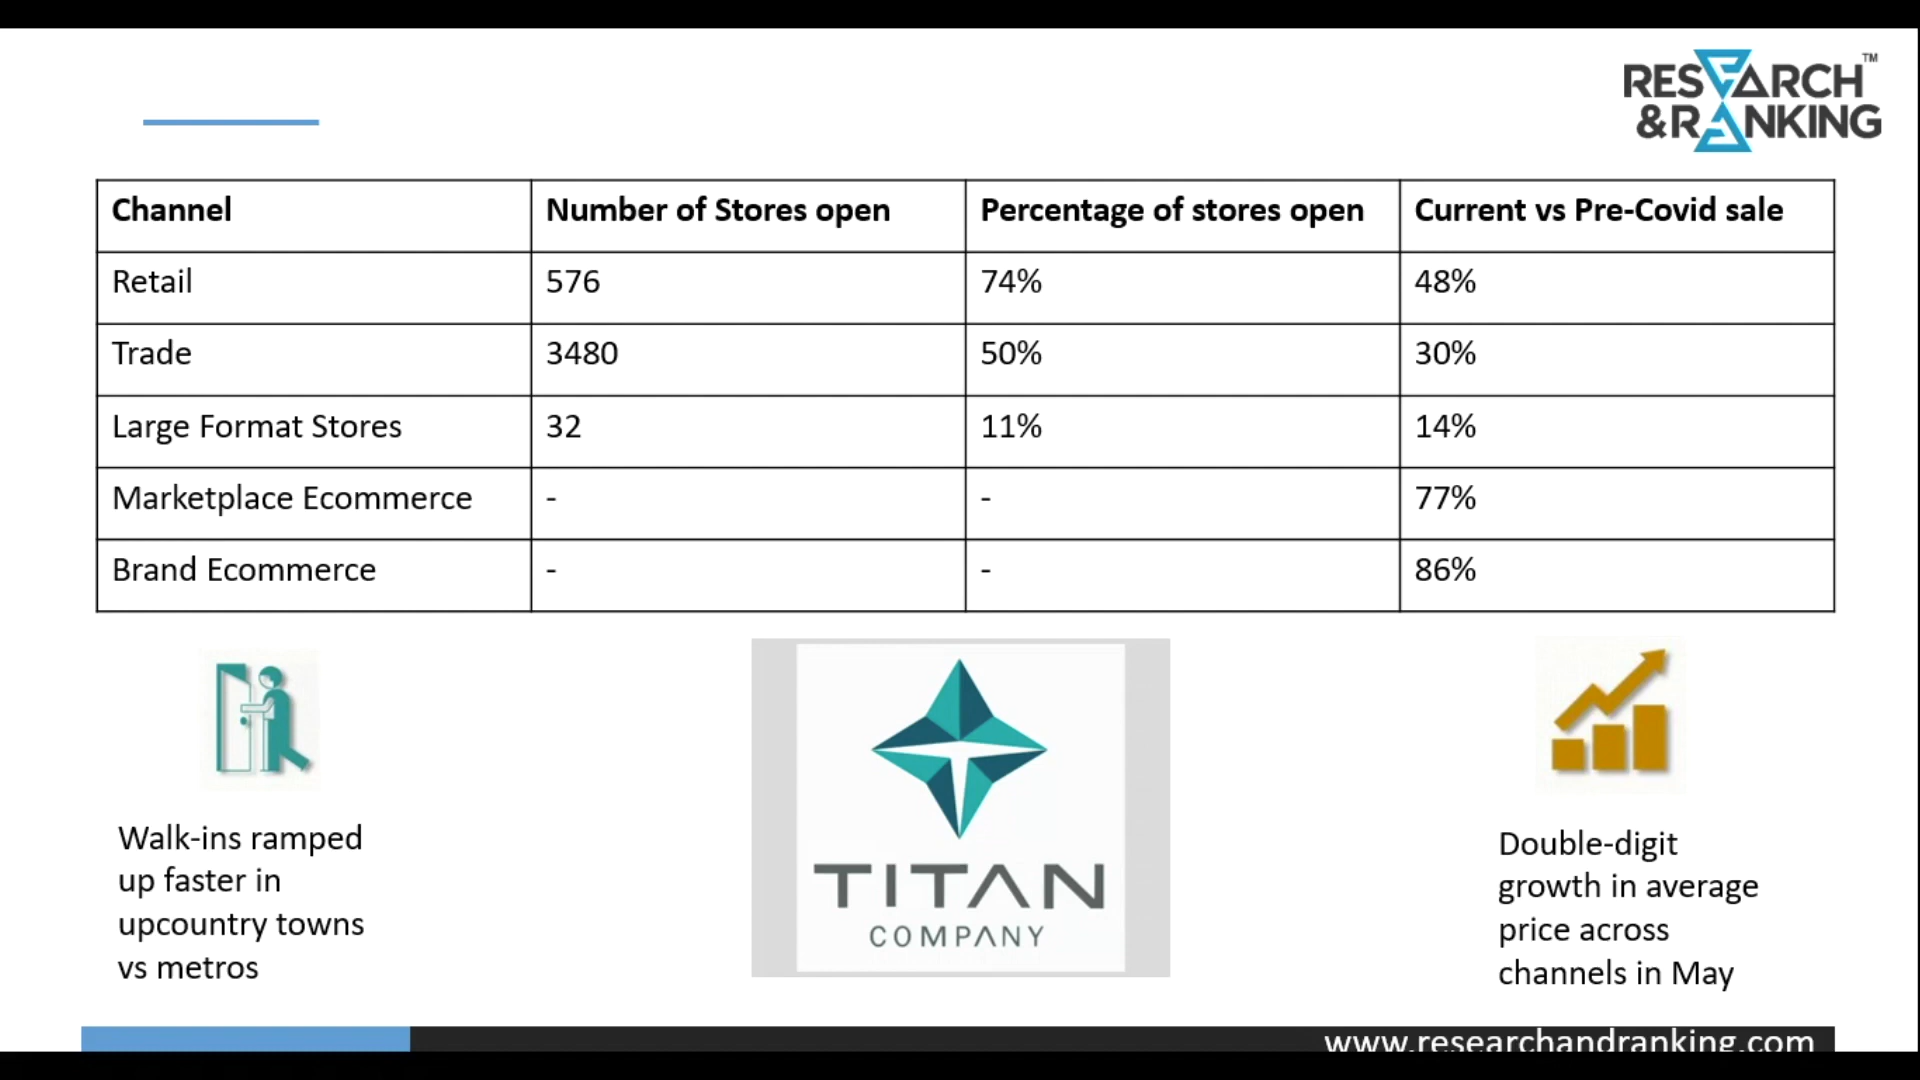 RESEARCH™
&RANKING
Channel Number of Stores open Percentage of stores open Current vs Pre-Covid sale
Retail 576 74% 48%
Trade 3480 50% 30%
Large Format Stores 32 11% 14%
Marketplace Ecommerce - - 77%
Brand Ecommerce - - 86%
Walk-ins ramped
up faster in
upcountry towns
vs metros
TITAN
COMPANY
Double-digit
growth in average
price across
channels in May
www.researchandranking.com